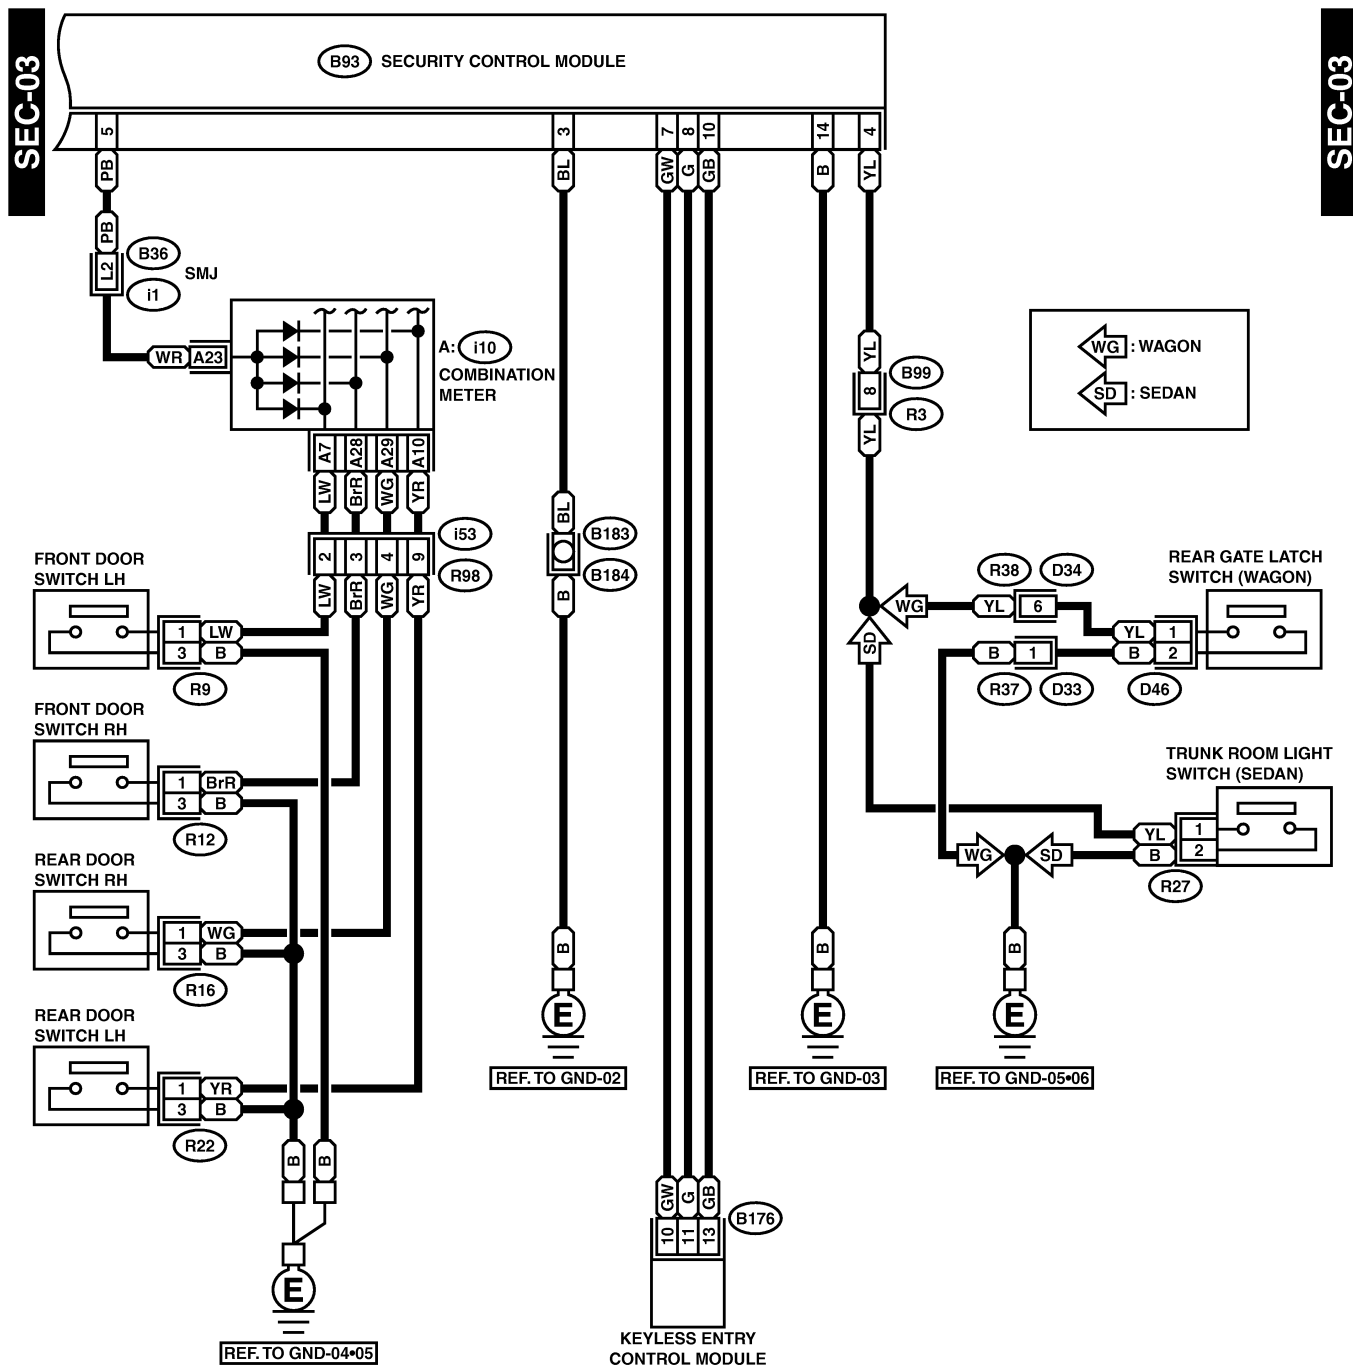 SEC-03
SEC-03
B93 SECURITY CONTROL MODULE
5 3 7 8 10 14 4
PB BL GW G GB B YL
PB
L2
B36
i1
SMJ
WR A23
A: i10
COMBINATION
METER
A7 A28 A29 A10
LW BrR WG YR
i53
2 3 4 9
R98
LW BrR WG YR
FRONT DOOR
SWITCH LH
1 LW
3 B
R9
FRONT DOOR
SWITCH RH
1 BrR
3 B
R12
REAR DOOR
SWITCH RH
1 WG
3 B
R16
REAR DOOR
SWITCH LH
1 YR
3 B
R22
B B
E
REF. TO GND-04•05
BL
B183
B184
B
B
E
REF. TO GND-02
GW G GB
10 11 13
B176
KEYLESS ENTRY
CONTROL MODULE
B
E
REF. TO GND-03
YL
8
B99
R3
YL
WG : WAGON
SD : SEDAN
WG
SD
R38 D34
YL 6
YL 1
B 1
B 2
R37 D33 D46
REAR GATE LATCH
SWITCH (WAGON)
TRUNK ROOM LIGHT
SWITCH (SEDAN)
YL 1
B 2
R27
WG SD
B
E
REF. TO GND-05•06